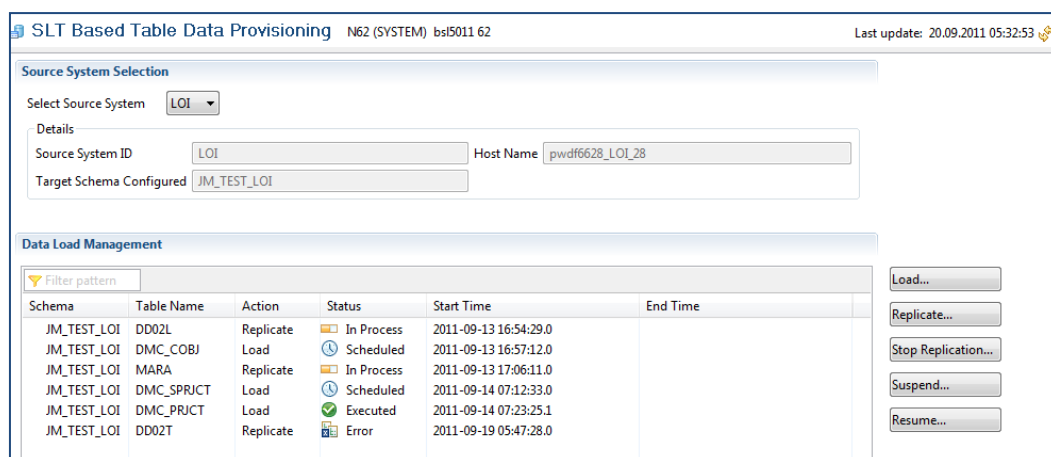 SLT Based Table Data Provisioning N62 (SYSTEM) bsl5011 62 Last update: 20.09.2011 05:32:53
Source System Selection
Select Source System LOI
Details
Source System ID LOI Host Name pwdf6628_LOI_28
Target Schema Configured JM_TEST_LOI
Data Load Management
Filter pattern
Load...
Schema Table Name Action Status Start Time End Time
Replicate...
JM_TEST_LOI DD02L Replicate In Process 2011-09-13 16:54:29.0
JM_TEST_LOI DMC_COBJ Load Scheduled 2011-09-13 16:57:12.0
Stop Replication...
JM_TEST_LOI MARA Replicate In Process 2011-09-13 17:06:11.0
JM_TEST_LOI DMC_SPRJCT Load Scheduled 2011-09-14 07:12:33.0
Suspend...
JM_TEST_LOI DMC_PRJCT Load Executed 2011-09-14 07:23:25.1
JM_TEST_LOI DD02T Replicate Error 2011-09-19 05:47:28.0
Resume...